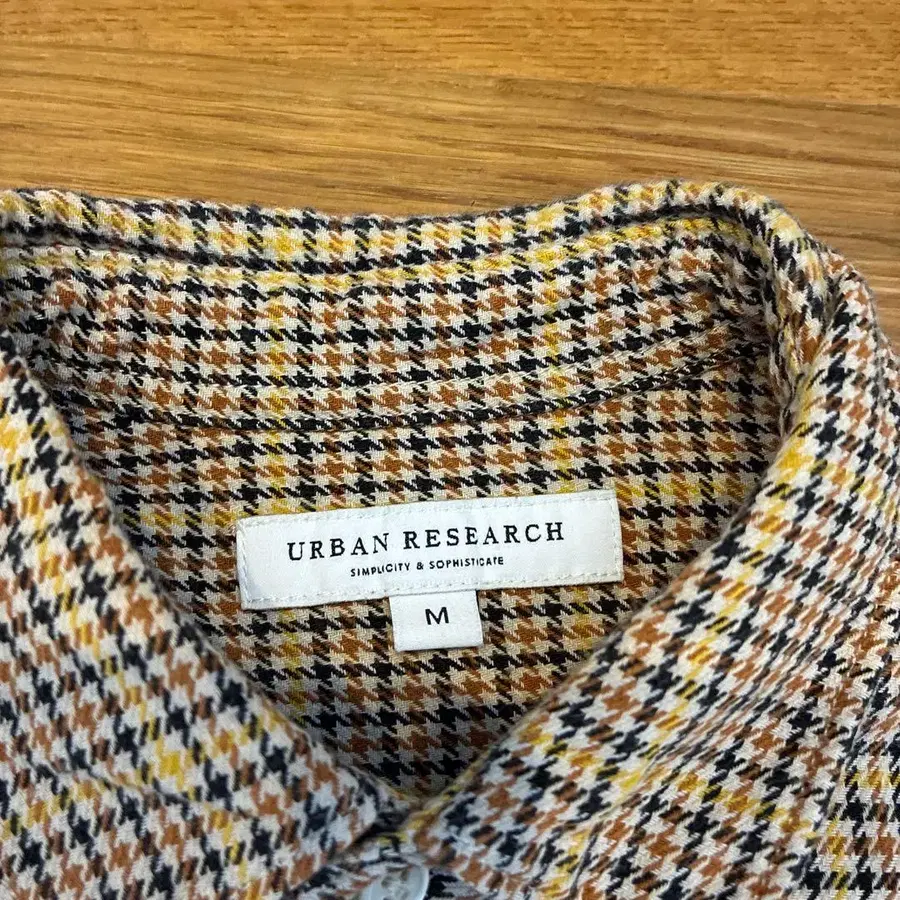 URBAN RESEARCH
SIMPLICITY & SOPHISTICATE
M